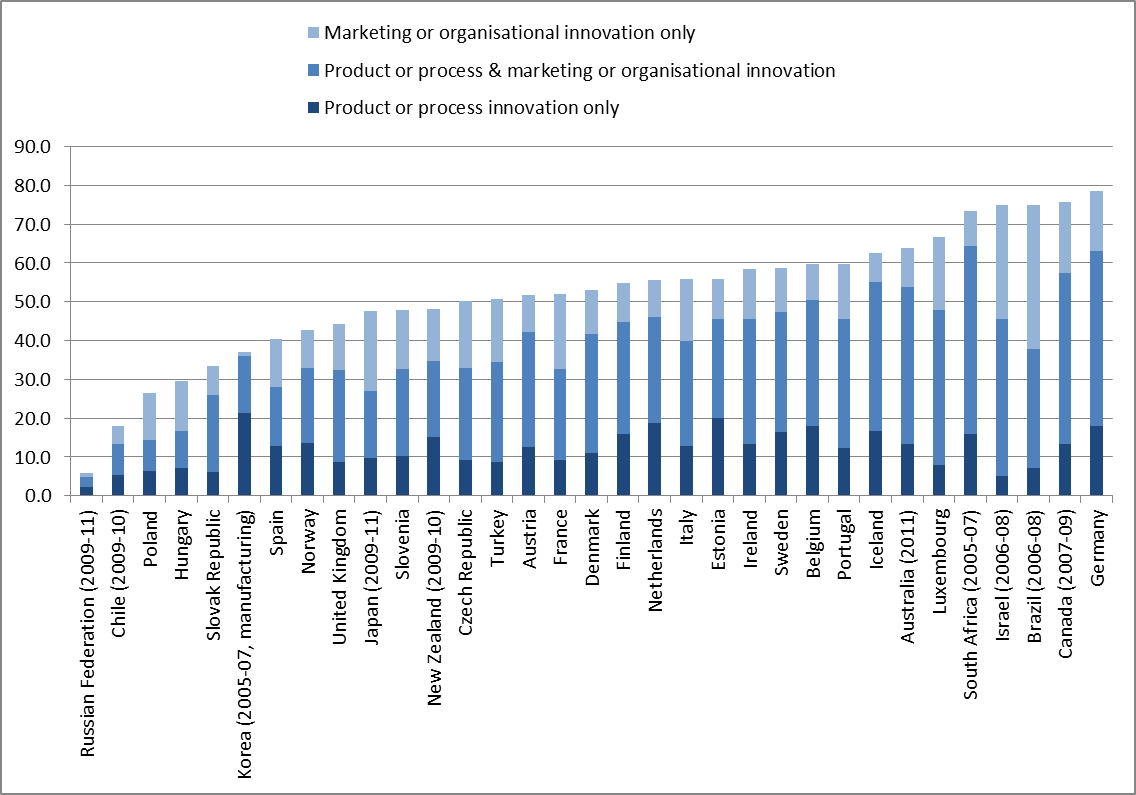 Marketing or organisational innovation only
Product or process & marketing or organisational innovation
Product or process innovation only
90.0
80.0
70.0
60.0
50.0
40.0
30.0
20.0
10.0
0.0
Russian Federation (2009-11)
Chile (2009-10)
Poland
Hungary
Slovak Republic
Korea (2005-07, manufacturing)
Spain
Norway
United Kingdom
Japan (2009-11)
Slovenia
New Zealand (2009-10)
Czech Republic
Turkey
Austria
France
Denmark
Finland
Netherlands
Italy
Estonia
Ireland
Sweden
Belgium
Portugal
Iceland
Australia (2011)
Luxembourg
South Africa (2005-07)
Israel (2006-08)
Brazil (2006-08)
Canada (2007-09)
Germany